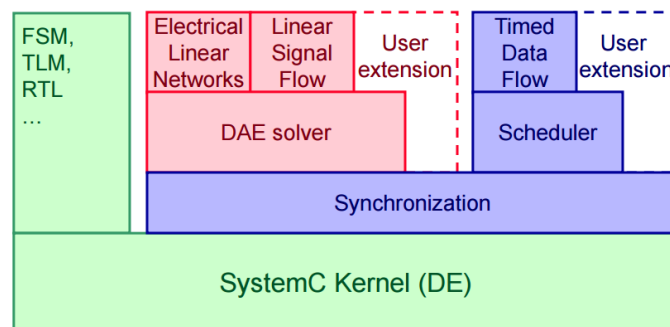 FSM,
TLM,
RTL
...
Electrical
Linear
Networks
Linear
Signal
Flow
User
extension
Timed
Data
Flow
User
extension
DAE solver
Scheduler
Synchronization
SystemC Kernel (DE)